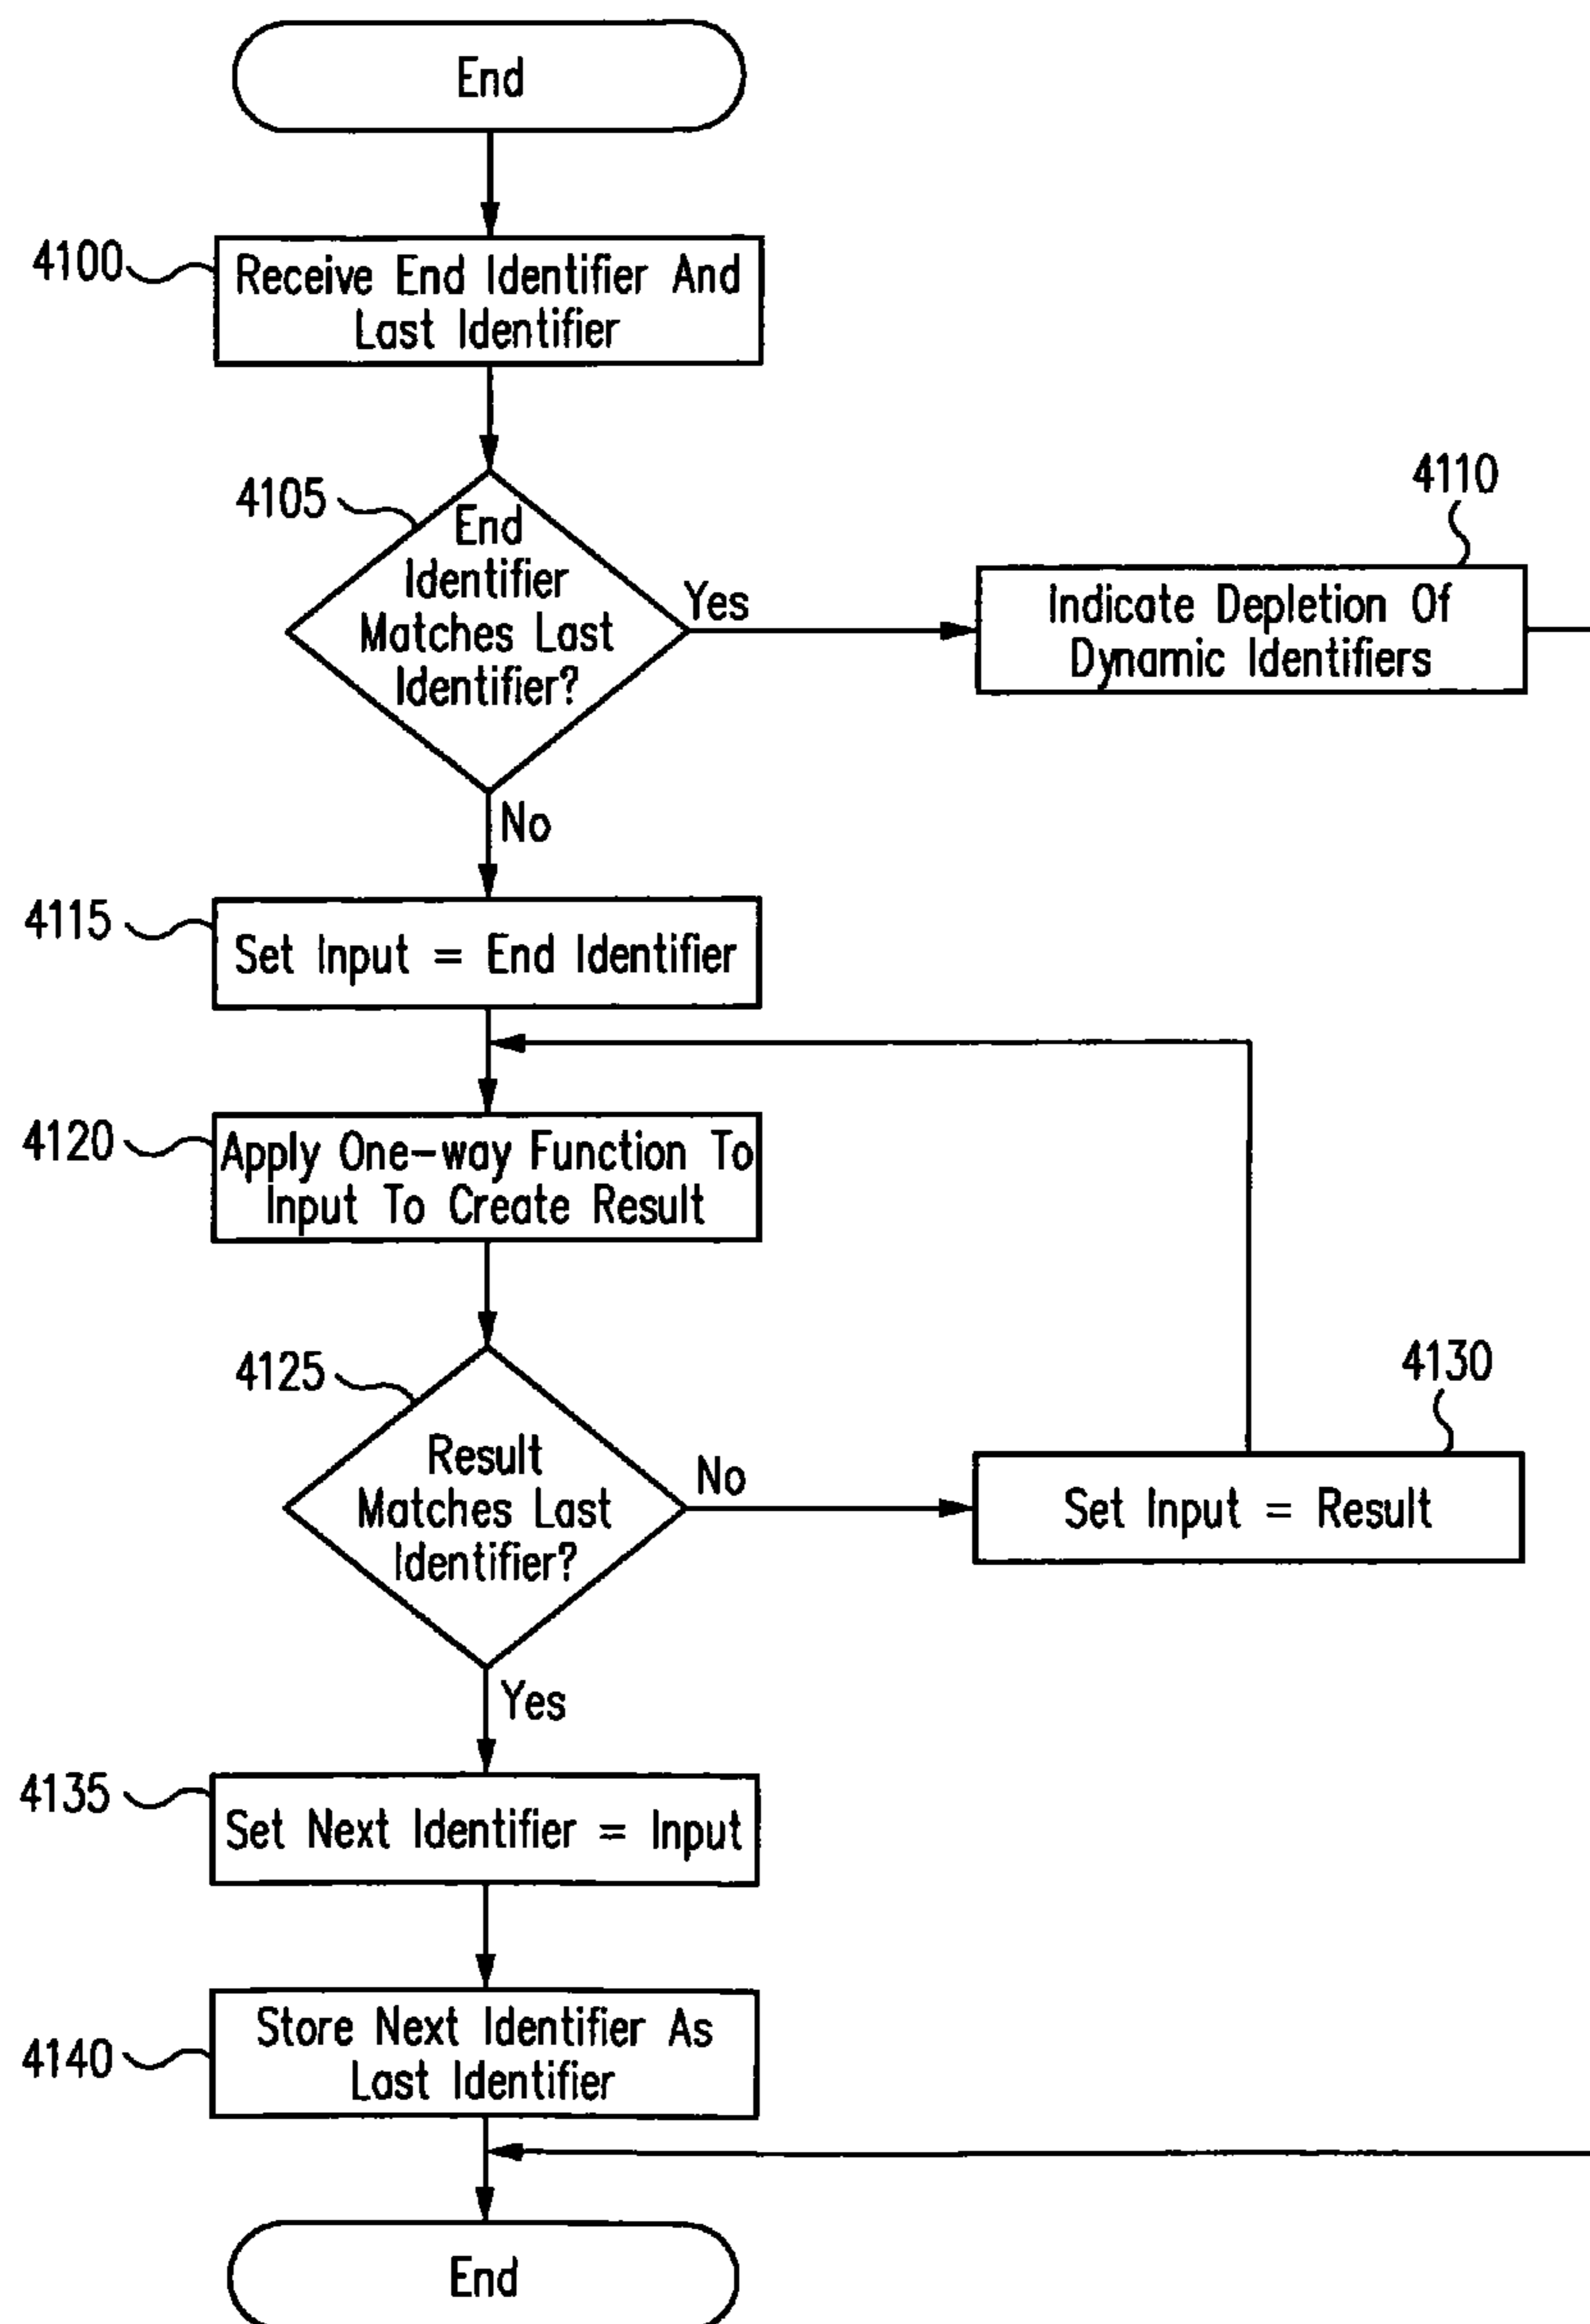 End
4100
Receive End Identifier And
Last Identifier
4105
End
Identifier
Matches Last
Identifier?
Yes
4110
Indicate Depletion Of
Dynamic Identifiers
No
4115
Set Input = End Identifier
4120
Apply One-way Function To
Input To Create Result
4125
Result
Matches Last
Identifier?
No
4130
Set Input = Result
Yes
4135
Set Next Identifier = Input
4140
Store Next Identifier As
Last Identifier
End